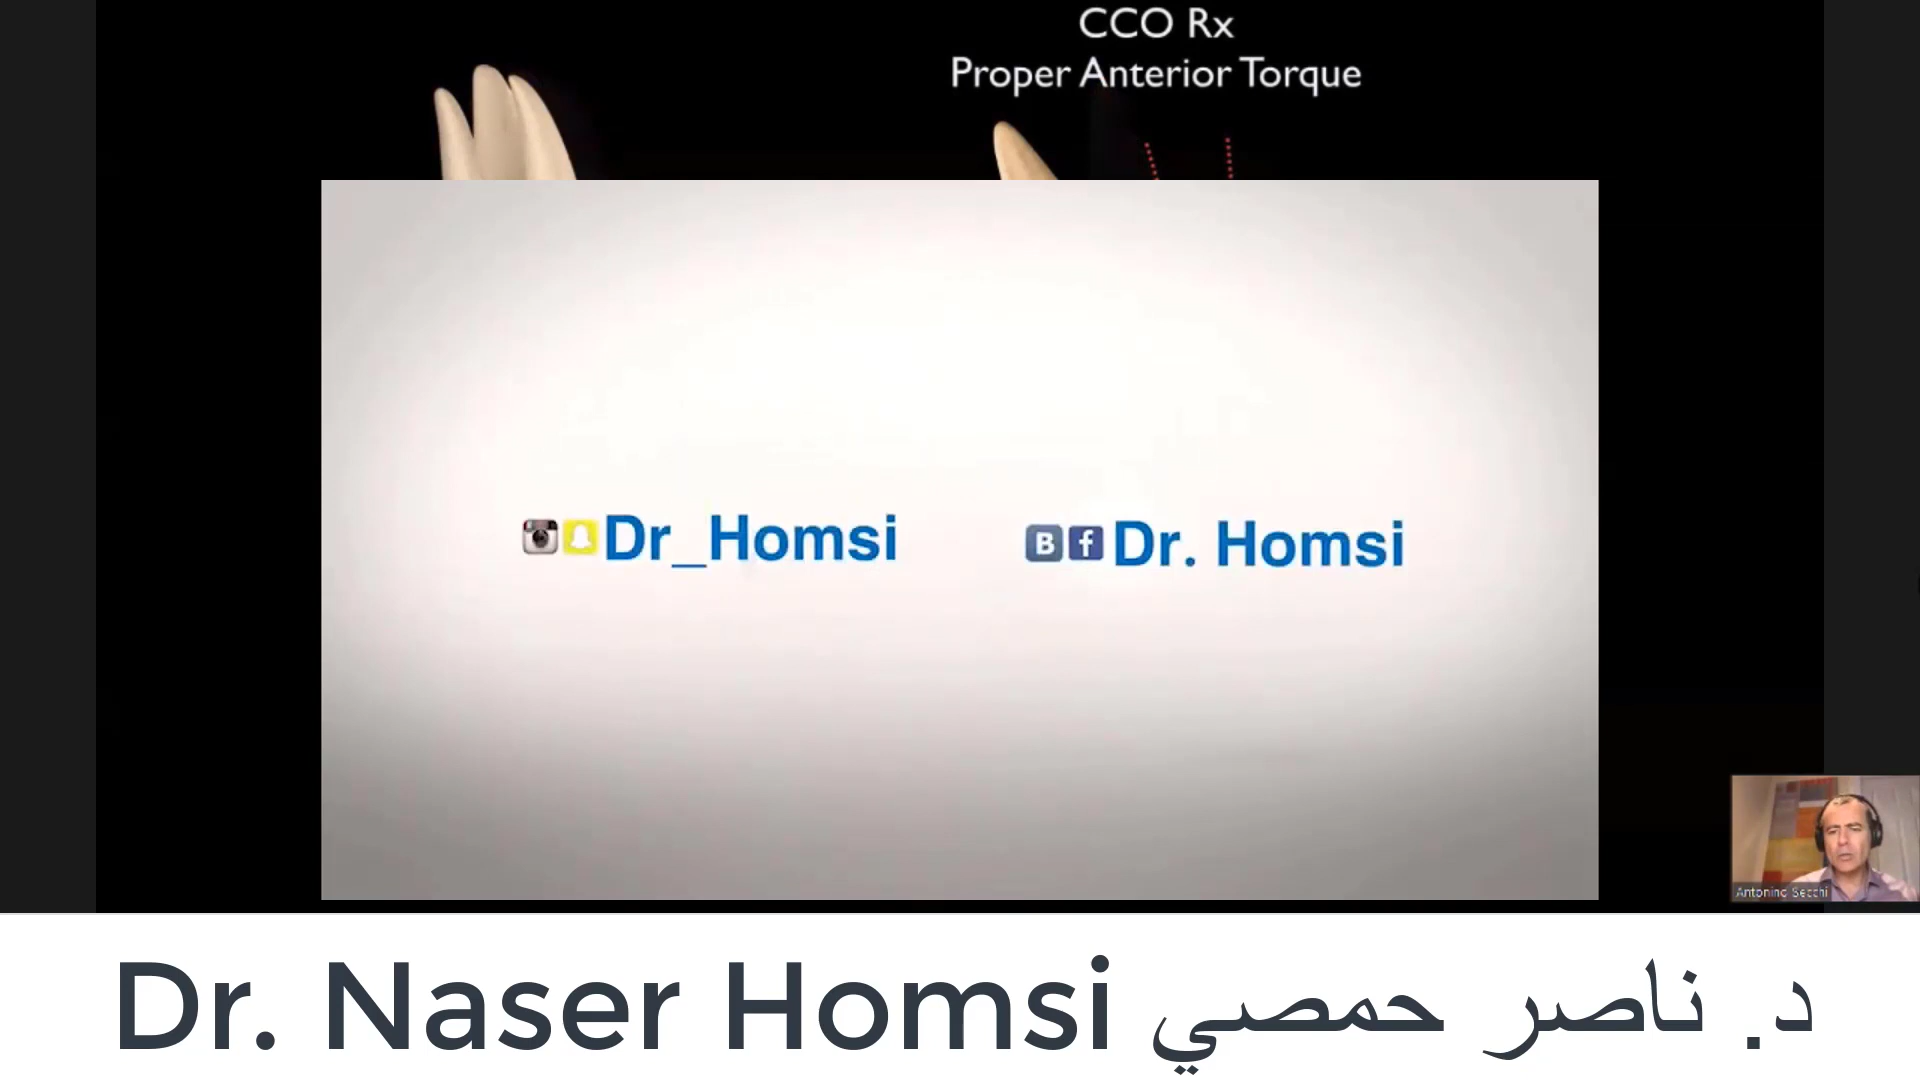 CCO Rx
Proper Anterior Torque
Dr_Homsi
Dr. Homsi
Antonino Secchi
Dr. Naser Homsi د. ناصر حمصي